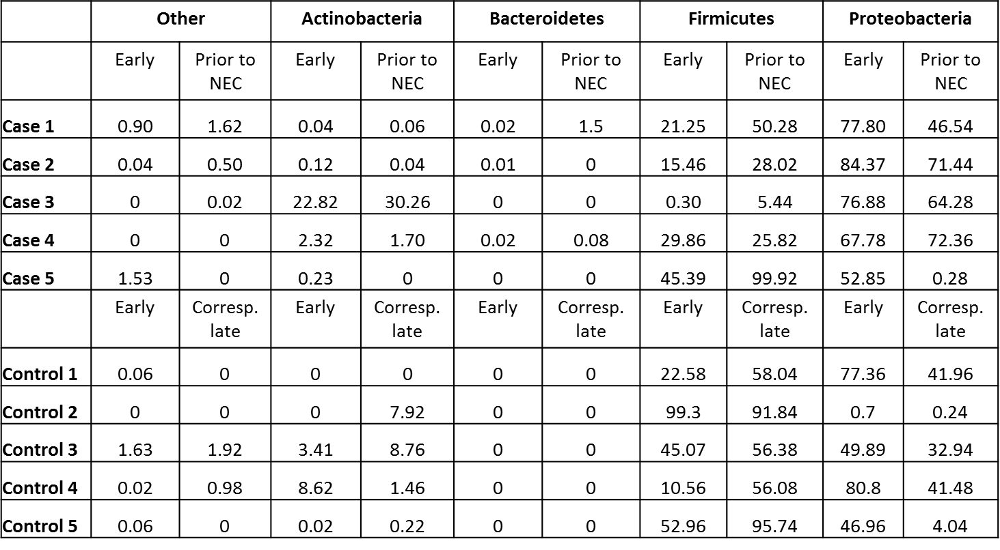 Other Actinobacteria Bacteroidetes Firmicutes Proteobacteria
Early Prior to NEC Early Prior to NEC Early Prior to NEC Early Prior to NEC Early Prior to NEC
Case 1 0.90 1.62 0.04 0.06 0.02 1.5 21.25 50.28 77.80 46.54
Case 2 0.04 0.50 0.12 0.04 0.01 0 15.46 28.02 84.37 71.44
Case 3 0 0.02 22.82 30.26 0 0 0.30 5.44 76.88 64.28
Case 4 0 0 2.32 1.70 0.02 0.08 29.86 25.82 67.78 72.36
Case 5 1.53 0 0.23 0 0 0 45.39 99.92 52.85 0.28
Early Corresp. late Early Corresp. late Early Corresp. late Early Corresp. late Early Corresp. late
Control 1 0.06 0 0 0 0 0 22.58 58.04 77.36 41.96
Control 2 0 0 0 7.92 0 0 99.3 91.84 0.7 0.24
Control 3 1.63 1.92 3.41 8.76 0 0 45.07 56.38 49.89 32.94
Control 4 0.02 0.98 8.62 1.46 0 0 10.56 56.08 80.8 41.48
Control 5 0.06 0 0.02 0.22 0 0 52.96 95.74 46.96 4.04